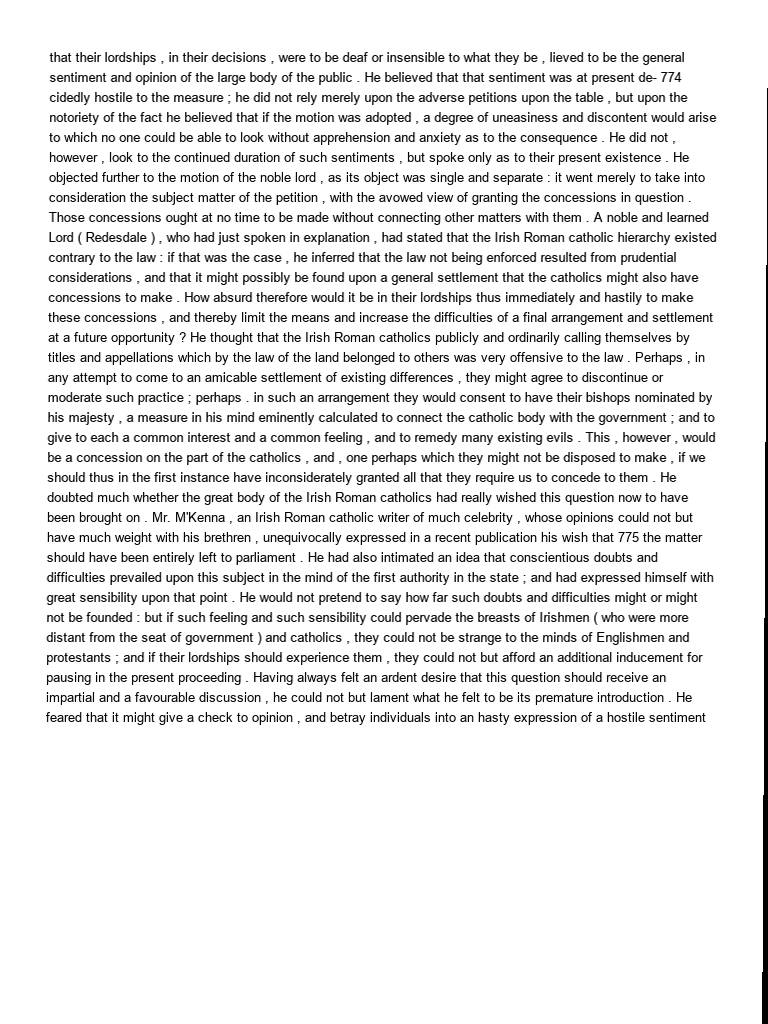 that their lordships , in their decisions , were to be deaf or insensible to what they be , lieved to be the general
sentiment and opinion of the large body of the public . He believed that that sentiment was at present de- 774
cidedly hostile to the measure ; he did not rely merely upon the adverse petitions upon the table , but upon the
notoriety of the fact he believed that if the motion was adopted , a degree of uneasiness and discontent would arise
to which no one could be able to look without apprehension and anxiety as to the consequence . He did not ,
however , look to the continued duration of such sentiments , but spoke only as to their present existence . He
objected further to the motion of the noble lord , as its object was single and separate : it went merely to take into
consideration the subject matter of the petition , with the avowed view of granting the concessions in question .
Those concessions ought at no time to be made without connecting other matters with them . A noble and learned
Lord ( Redesdale ) , who had just spoken in explanation , had stated that the Irish Roman catholic hierarchy existed
contrary to the law : if that was the case , he inferred that the law not being enforced resulted from prudential
considerations , and that it might possibly be found upon a general settlement that the catholics might also have
concessions to make . How absurd therefore would it be in their lordships thus immediately and hastily to make
these concessions , and thereby limit the means and increase the difficulties of a final arrangement and settlement
at a future opportunity ? He thought that the Irish Roman catholics publicly and ordinarily calling themselves by
titles and appellations which by the law of the land belonged to others was very offensive to the law . Perhaps , in
any attempt to come to an amicable settlement of existing differences , they might agree to discontinue or
moderate such practice ; perhaps . in such an arrangement they would consent to have their bishops nominated by
his majesty , a measure in his mind eminently calculated to connect the catholic body with the government ; and to
give to each a common interest and a common feeling , and to remedy many existing evils . This , however , would
be a concession on the part of the catholics , and , one perhaps which they might not be disposed to make , if we
should thus in the first instance have inconsiderately granted all that they require us to concede to them . He
doubted much whether the great body of the Irish Roman catholics had really wished this question now to have
been brought on . Mr. M'Kenna , an Irish Roman catholic writer of much celebrity , whose opinions could not but
have much weight with his brethren , unequivocally expressed in a recent publication his wish that 775 the matter
should have been entirely left to parliament . He had also intimated an idea that conscientious doubts and
difficulties prevailed upon this subject in the mind of the first authority in the state ; and had expressed himself with
great sensibility upon that point . He would not pretend to say how far such doubts and difficulties might or might
not be founded : but if such feeling and such sensibility could pervade the breasts of Irishmen ( who were more
distant from the seat of government ) and catholics , they could not be strange to the minds of Englishmen and
protestants ; and if their lordships should experience them , they could not but afford an additional inducement for
pausing in the present proceeding . Having always felt an ardent desire that this question should receive an
impartial and a favourable discussion , he could not but lament what he felt to be its premature introduction . He
feared that it might give a check to opinion , and betray individuals into an hasty expression of a hostile sentiment